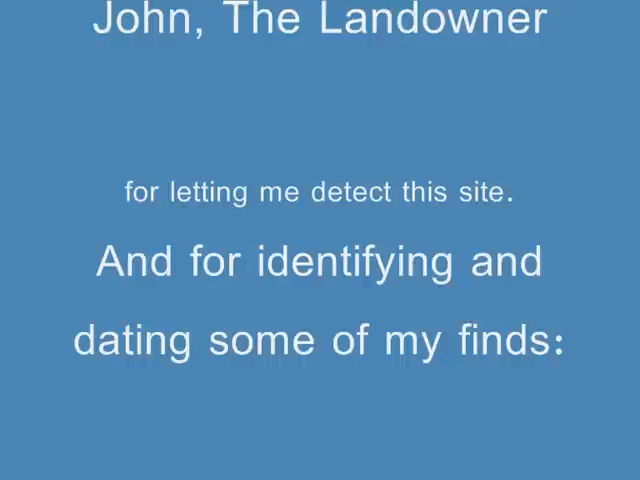 John, The Landowner
for letting me detect this site.
And for identifying and
dating some of my finds: